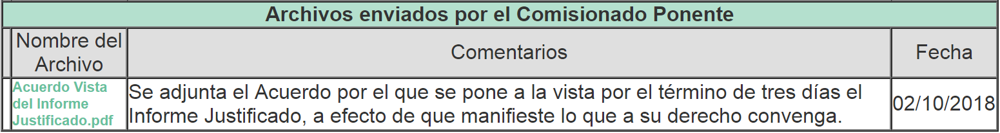 Archivos enviados por el Comisionado Ponente
Nombre del
Archivo
Comentarios
Fecha
Acuerdo Vista
del Informe
Justificado.pdf
Se adjunta el Acuerdo por el que se pone a la vista por el término de tres días el
Informe Justificado, a efecto de que manifieste lo que a su derecho convenga.
02/10/2018